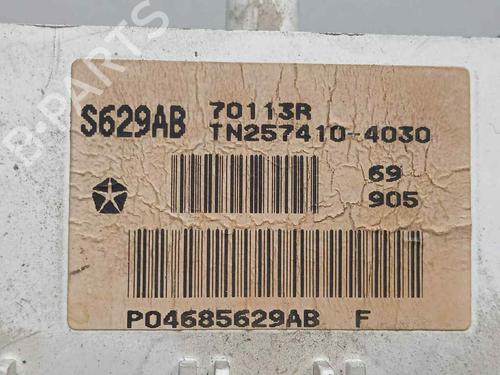 S629AB 70113R
TN257410-4030
69
905
P04685629AB F
B-PARTS